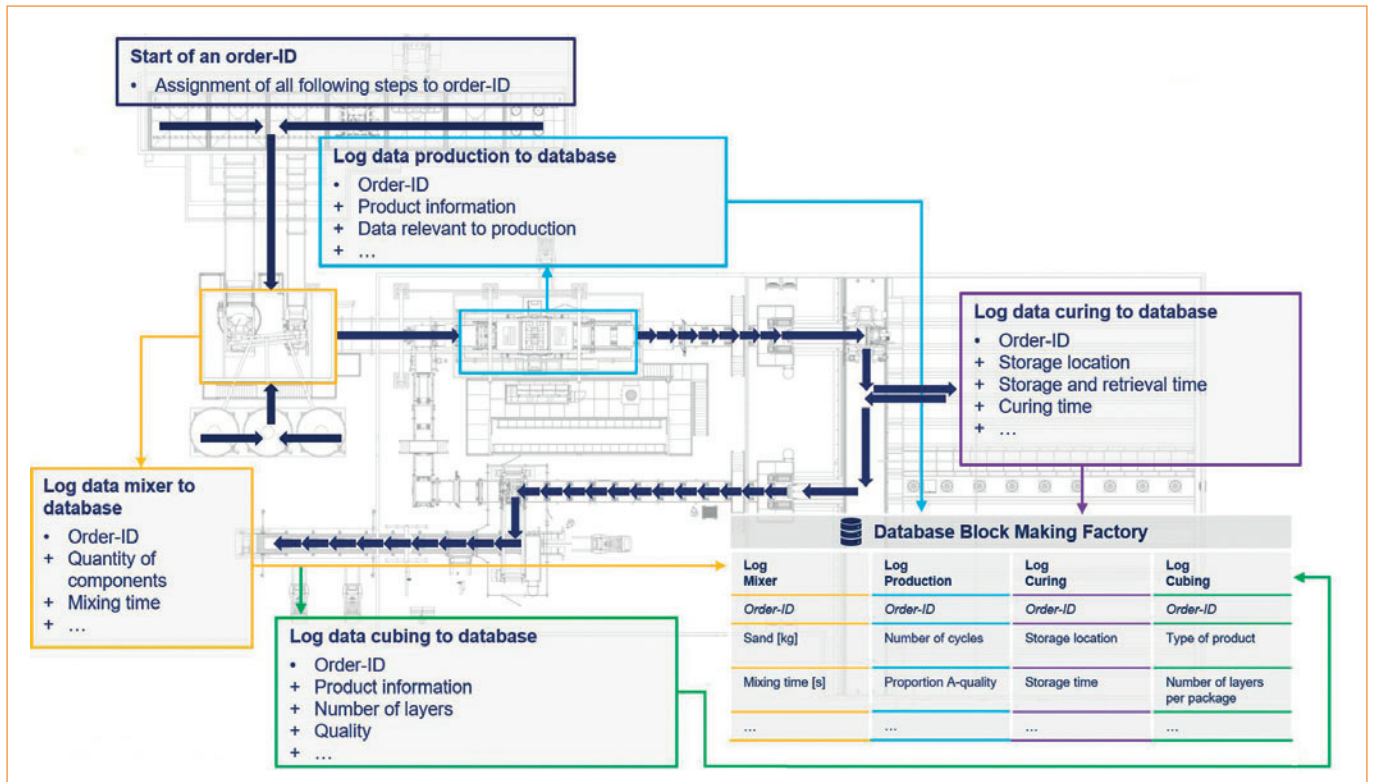 Start of an order-ID
• Assignment of all following steps to order-ID
Log data production to database
• Order-ID
+ Product information
+ Data relevant to production
+ ...
Log data curing to database
• Order-ID
+ Storage location
+ Storage and retrieval time
+ Curing time
+ ...
Log data mixer to
database
• Order-ID
+ Quantity of
components
+ Mixing time
+ ...
Log data cubing to database
• Order-ID
+ Product information
+ Number of layers
+ Quality
+ ...
Database Block Making Factory
Log
Mixer
Log
Production
Log
Curing
Log
Cubing
Order-ID Order-ID Order-ID Order-ID
Sand [kg] Number of cycles Storage location Type of product
Mixing time [s] Proportion A-quality Storage time Number of layers
per package
... ... ... ...